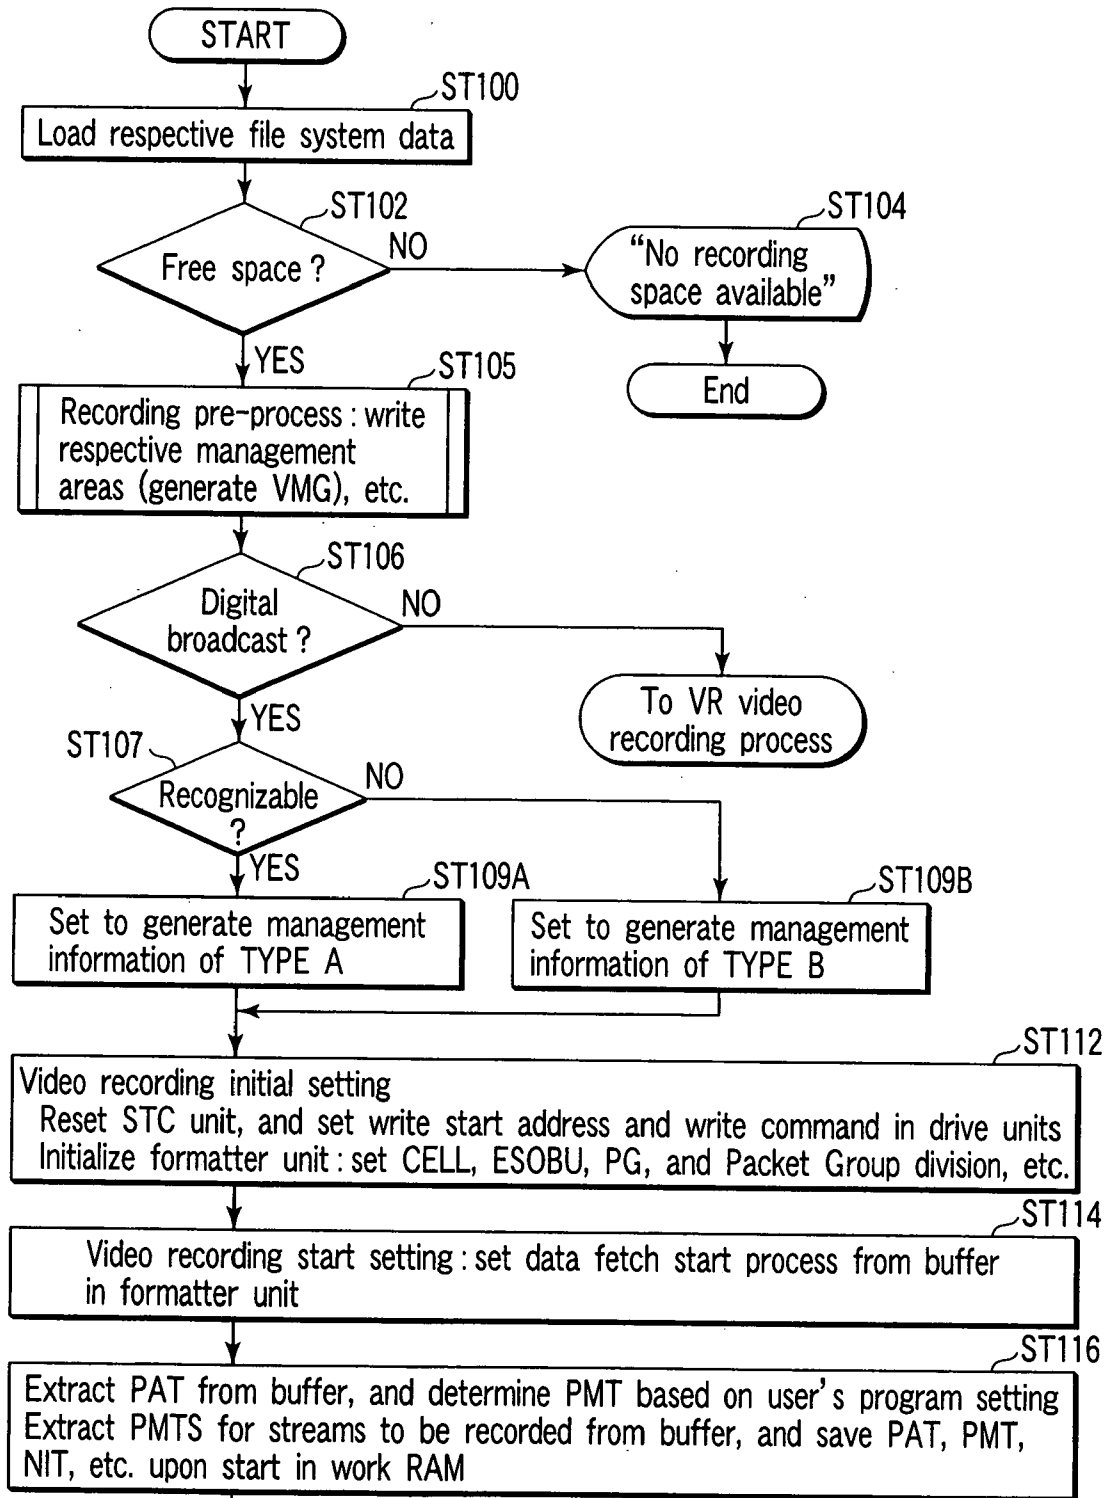 START
ST100
Load respective file system data
ST102
Free space ?
NO
ST104
“No recording
space available”
End
YES
ST105
Recording pre-process : write
respective management
areas (generate VMG), etc.
ST106
Digital
broadcast ?
NO
To VR video
recording process
YES
ST107
Recognizable
?
NO
YES
ST109A
Set to generate management
information of TYPE A
ST109B
Set to generate management
information of TYPE B
ST112
Video recording initial setting
Reset STC unit, and set write start address and write command in drive units
Initialize formatter unit : set CELL, ESOBU, PG, and Packet Group division, etc.
ST114
Video recording start setting : set data fetch start process from buffer
in formatter unit
ST116
Extract PAT from buffer, and determine PMT based on user’s program setting
Extract PMTS for streams to be recorded from buffer, and save PAT, PMT,
NIT, etc. upon start in work RAM